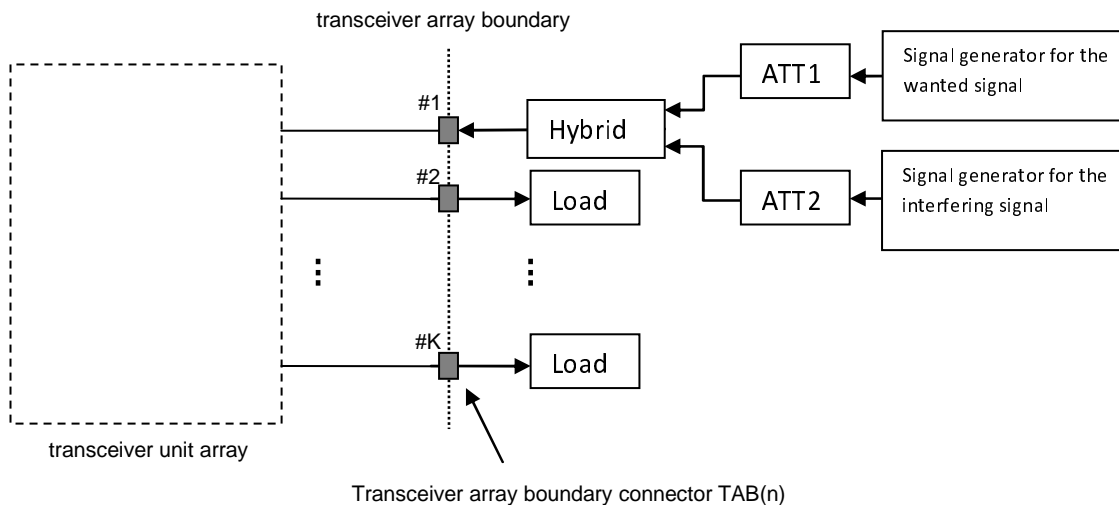 transceiver array boundary
Signal generator for the
wanted signal
ATT1
#1
Hybrid
#2
Load
ATT2
Signal generator for the
interfering signal
#K
Load
transceiver unit array
Transceiver array boundary connector TAB(n)